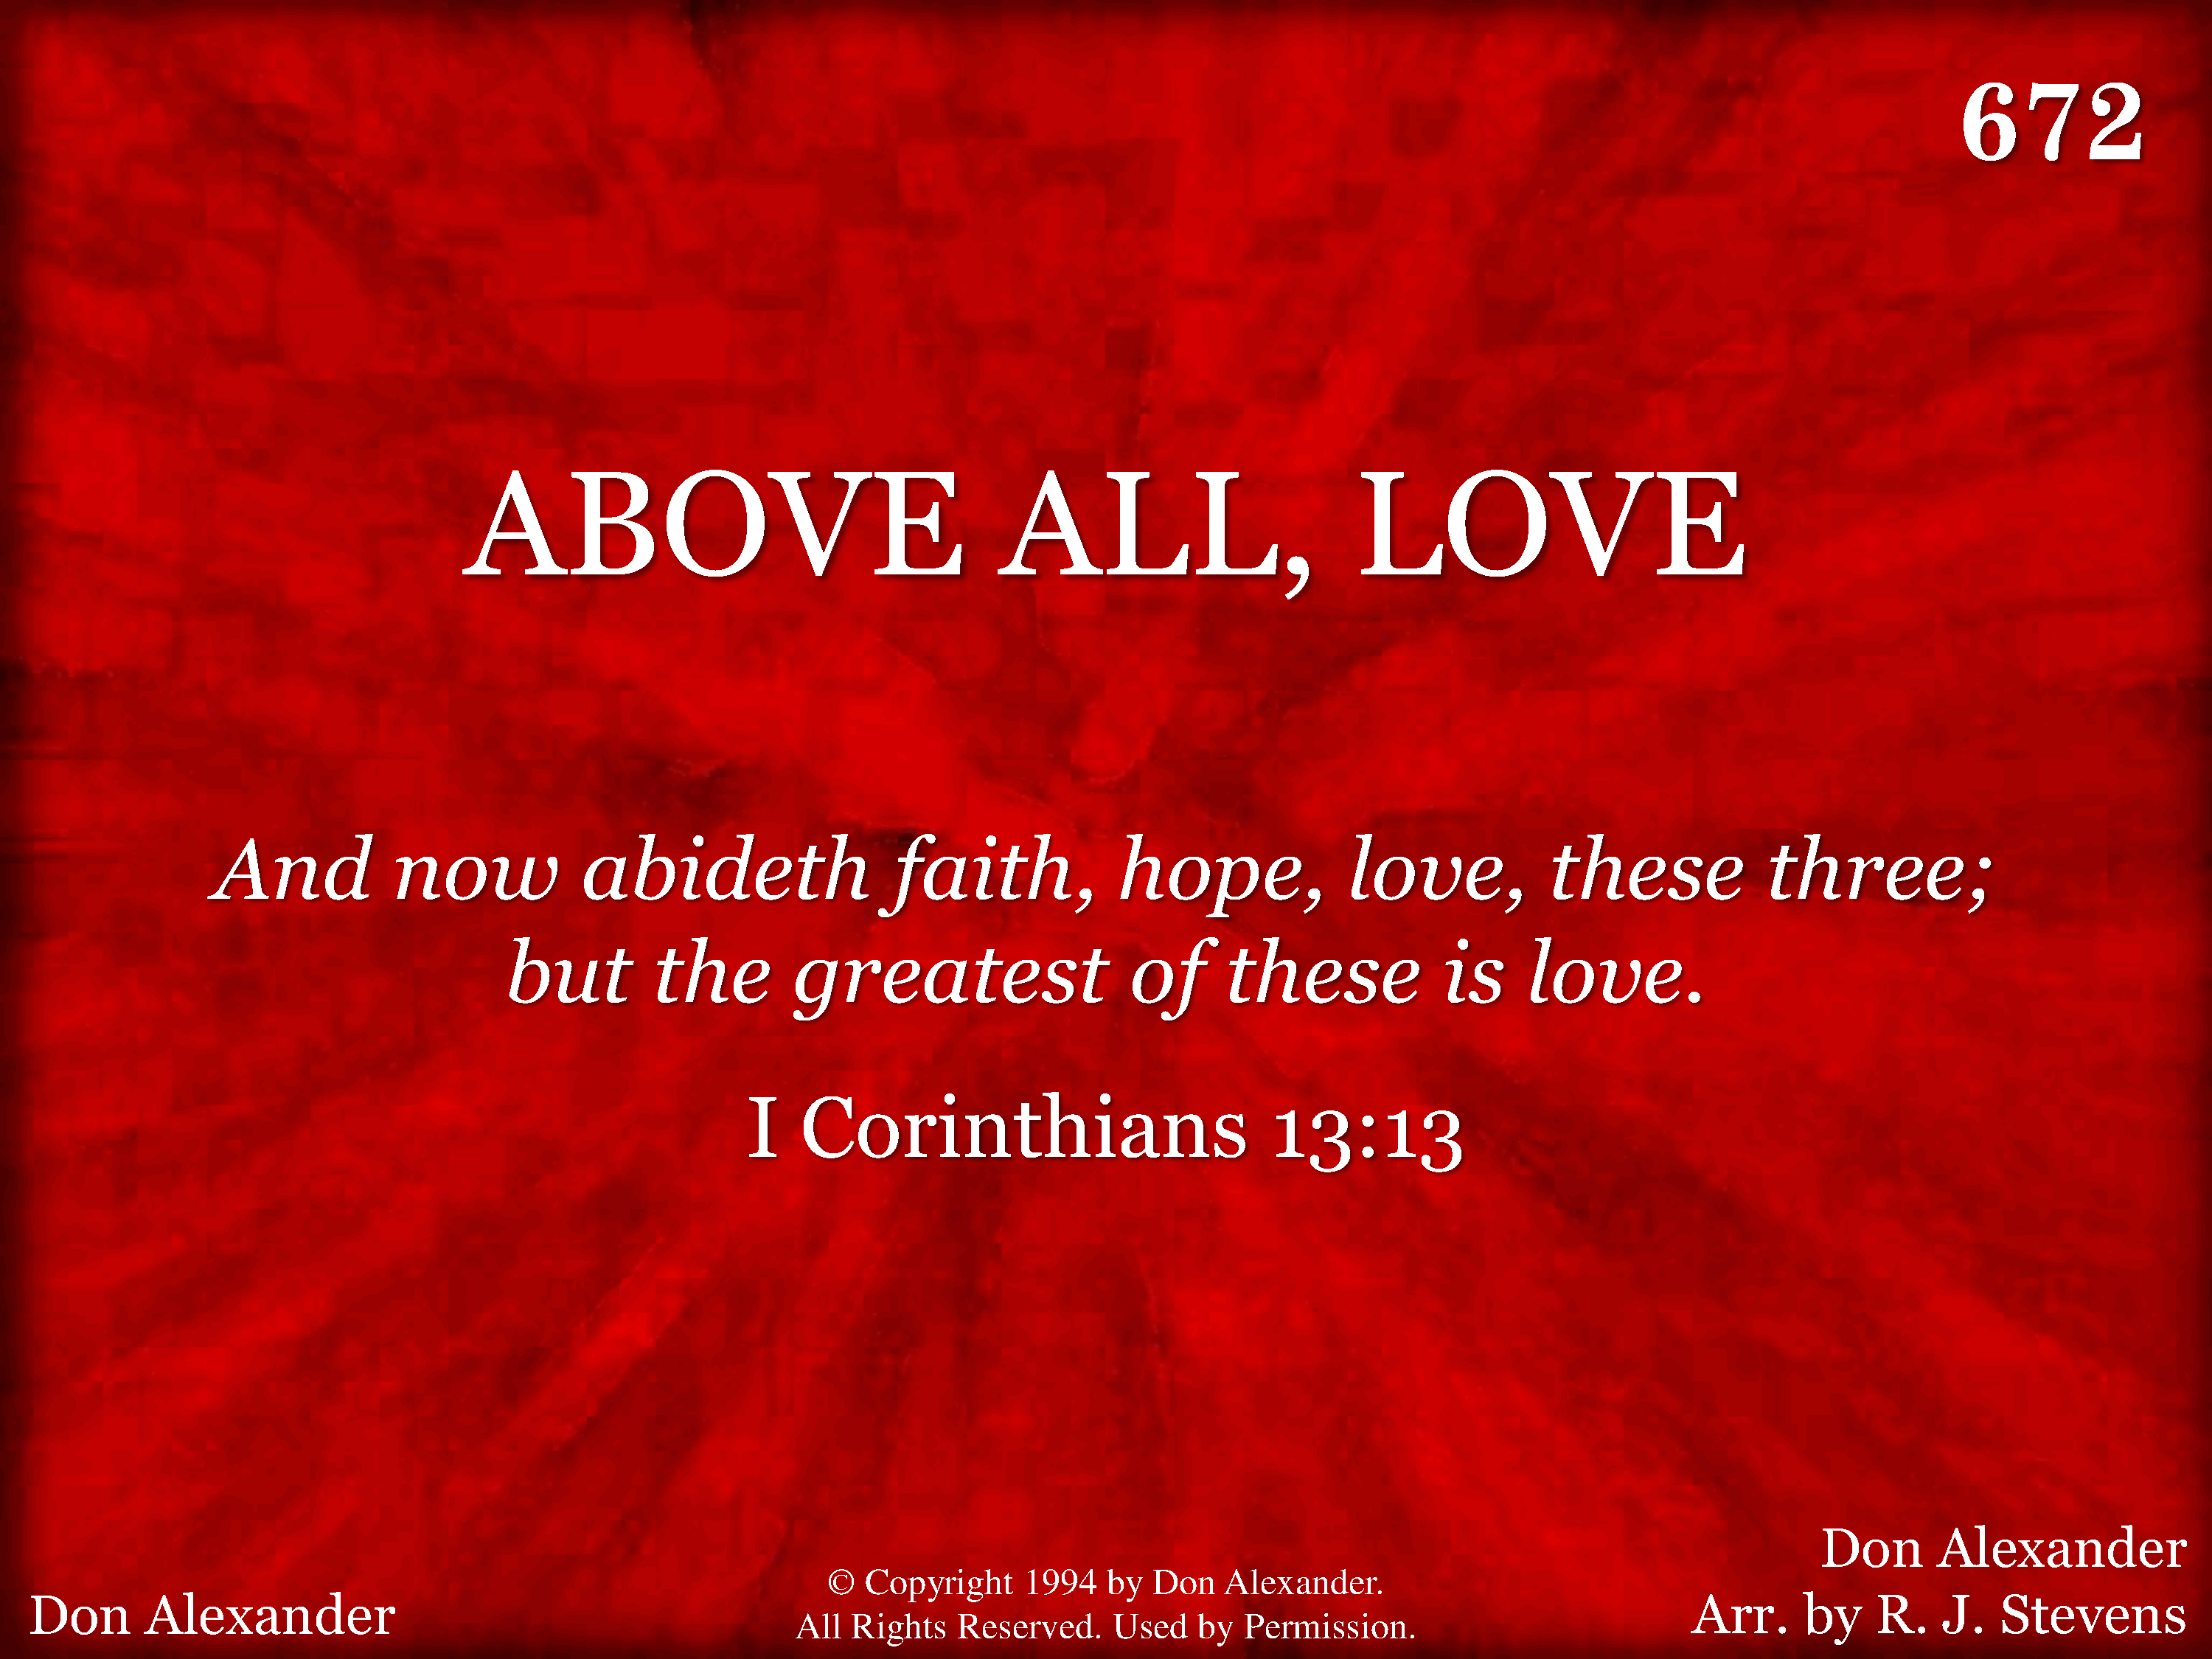 672
ABOVE ALL, LOVE
And now abideth faith, hope, love, these three;
but the greatest of these is love.
I Corinthians 13:13
Don Alexander
© Copyright 1994 by Don Alexander.
All Rights Reserved. Used by Permission.
Don Alexander
Arr. by R. J. Stevens